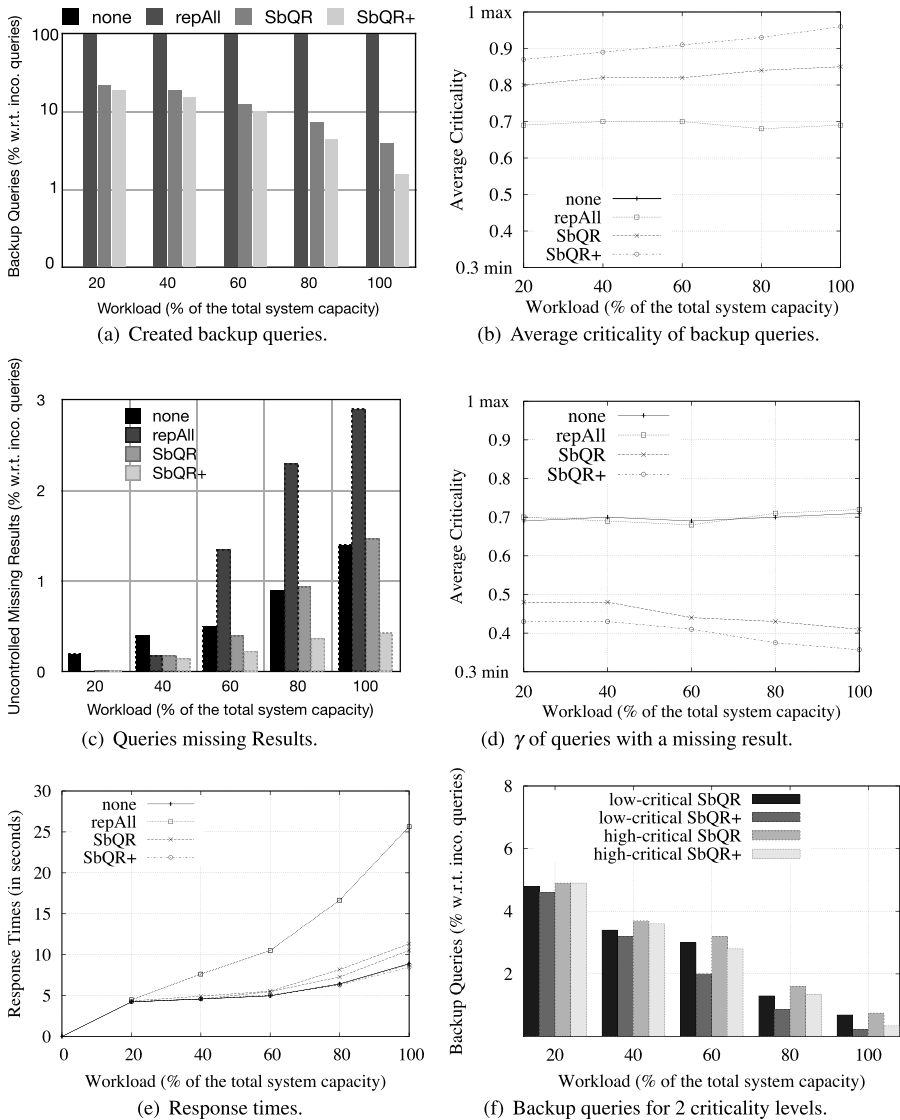 none repAll SbQR SbQR+
Backup Queries (% w.r.t. inco. queries)
100
10
1
0
20 40 60 80 100
Workload (% of the total system capacity)
(a) Created backup queries.
Average Criticality
1 max
0.9
0.8
0.7
0.6
0.5
0.4
0.3 min
none
repAll
SbQR
SbQR+
20 40 60 80 100
Workload (% of the total system capacity)
(b) Average criticality of backup queries.
Uncontrolled Missing Results (% w.r.t. inco. queries)
3
2
1
0
none
repAll
SbQR
SbQR+
20 40 60 80 100
Workload (% of the total system capacity)
(c) Queries missing Results.
Average Criticality
1 max
0.9
0.8
0.7
0.6
0.5
0.4
0.3 min
none
repAll
SbQR
SbQR+
20 40 60 80 100
Workload (% of the total system capacity)
(d) γ of queries with a missing result.
Response Times (in seconds)
30
25
20
15
10
5
0
none
repAll
SbQR
SbQR+
0 20 40 60 80 100
Workload (% of the total system capacity)
(e) Response times.
Backup Queries (% w.r.t. inco. queries)
8
6
4
2
low-critical SbQR
low-critical SbQR+
high-critical SbQR
high-critical SbQR+
20 40 60 80 100
Workload (% of the total system capacity)
(f) Backup queries for 2 criticality levels.